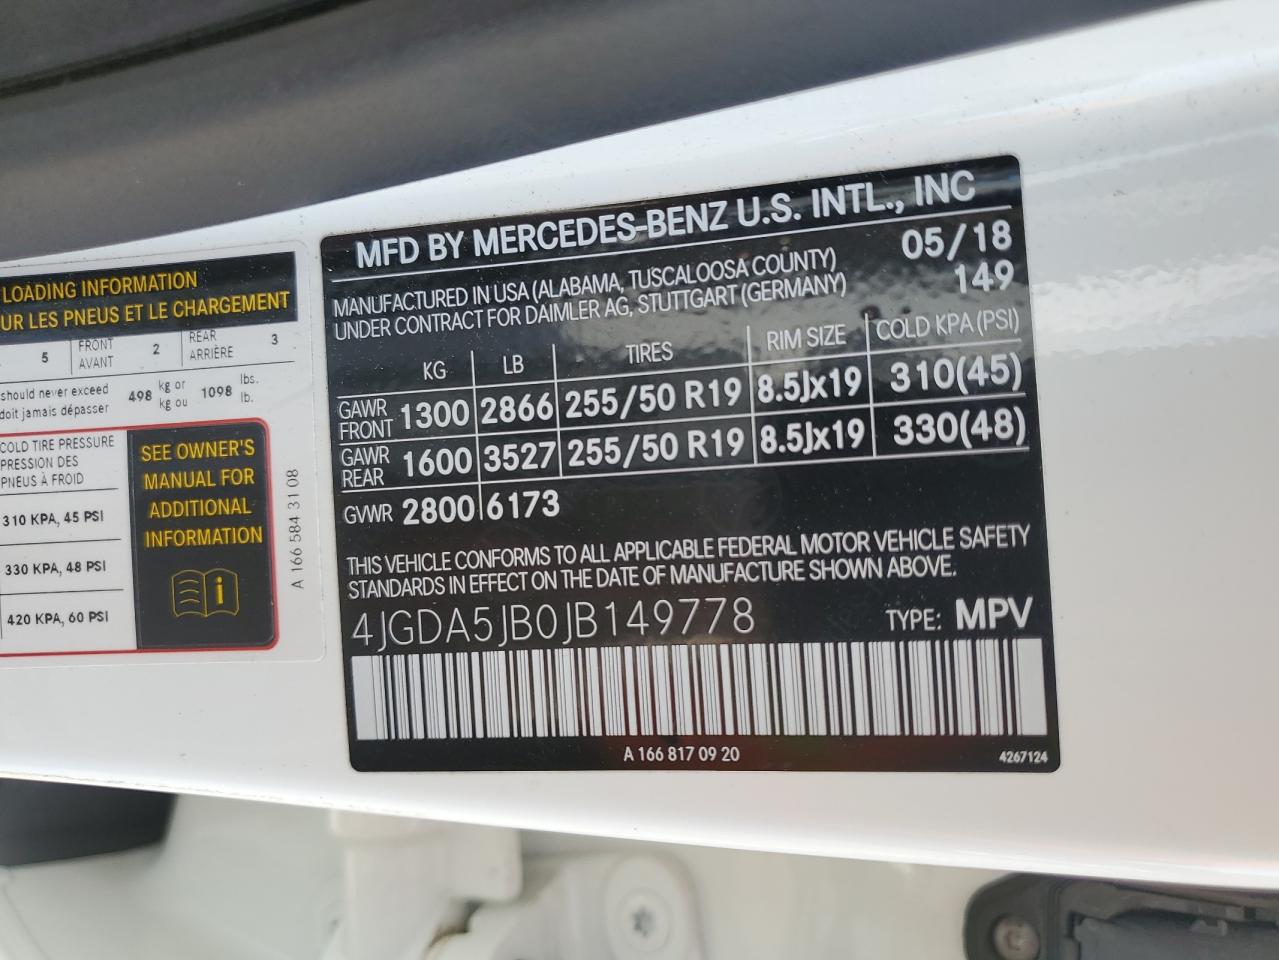 LOADING INFORMATION
UR LES PNEUS ET LE CHARGEMENT
5 FRONT AVANT 2 REAR ARRIÈRE 3
should never exceed 498 kg or 1098 lbs.
doit jamais dépasser kg ou lb.
COLD TIRE PRESSURE
PRESSION DES
PNEUS À FROID
310 KPA, 45 PSI
330 KPA, 48 PSI
420 KPA, 60 PSI
SEE OWNER'S
MANUAL FOR
ADDITIONAL
INFORMATION
i
A 166 584 31 08
MFD BY MERCEDES-BENZ U.S. INTL., INC
MANUFACTURED IN USA (ALABAMA, TUSCALOOSA COUNTY) 05/18
UNDER CONTRACT FOR DAIMLER AG, STUTTGART (GERMANY) 149
KG LB TIRES RIM SIZE COLD KPA(PSI)
GAWR FRONT 1300 2866 255/50 R19 8.5Jx19 310(45)
GAWR REAR 1600 3527 255/50 R19 8.5Jx19 330(48)
GVWR 2800 6173
THIS VEHICLE CONFORMS TO ALL APPLICABLE FEDERAL MOTOR VEHICLE SAFETY
STANDARDS IN EFFECT ON THE DATE OF MANUFACTURE SHOWN ABOVE.
4JGDA5JB0JB149778 TYPE: MPV
A 166 817 09 20 4267124